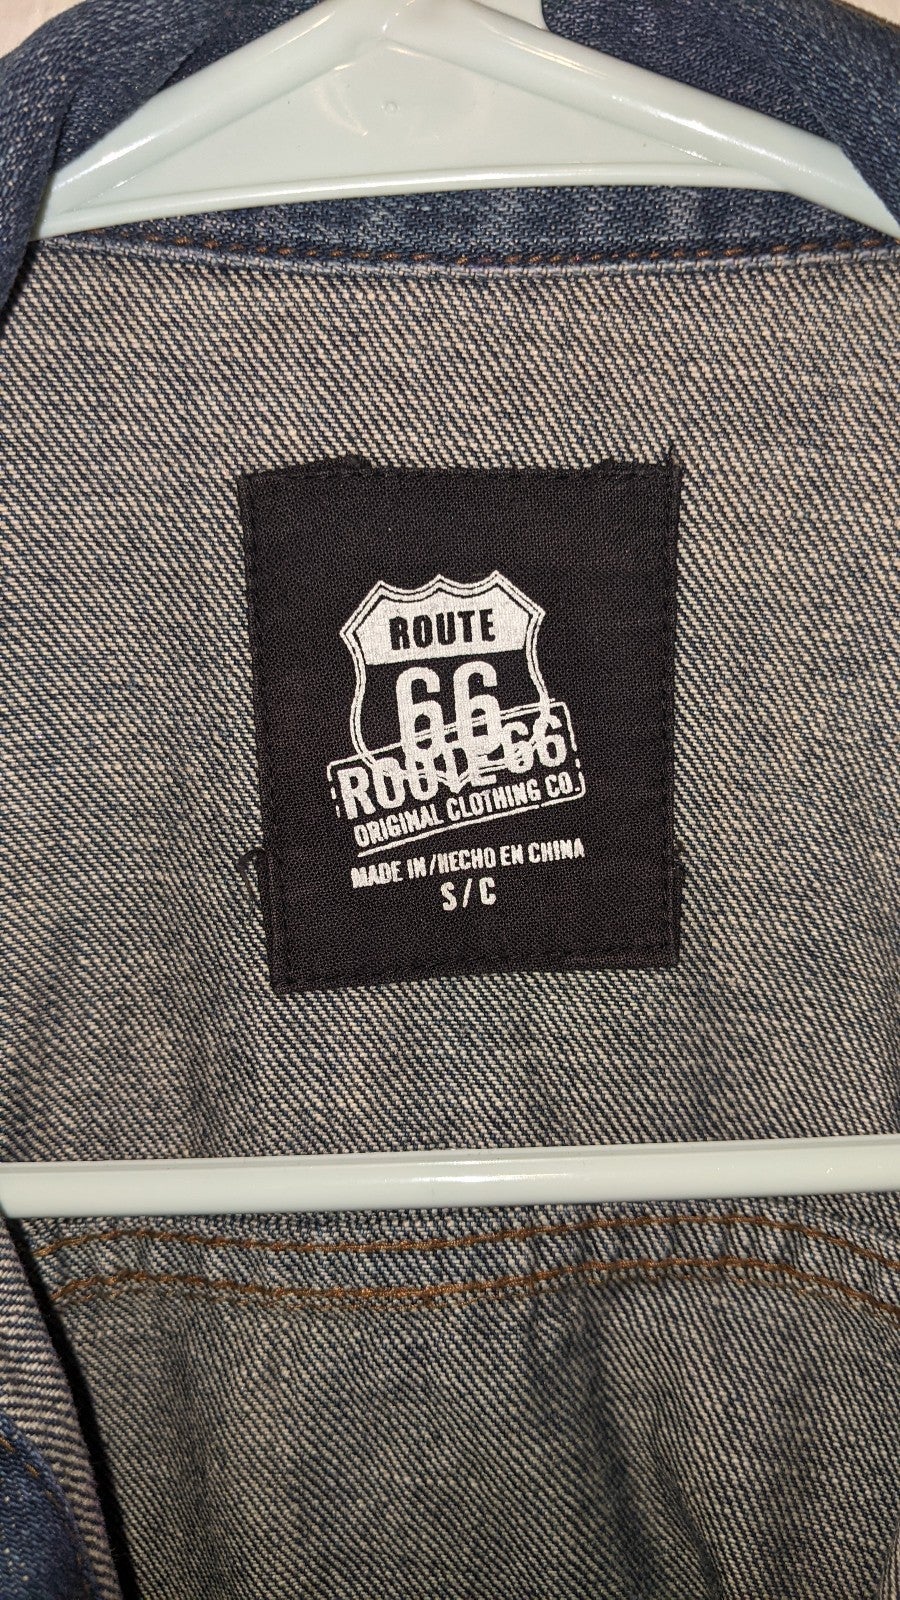 ROUTE
66
ROUTE 66
ORIGINAL CLOTHING CO.
MADE IN/HECHO EN CHINA
S/C